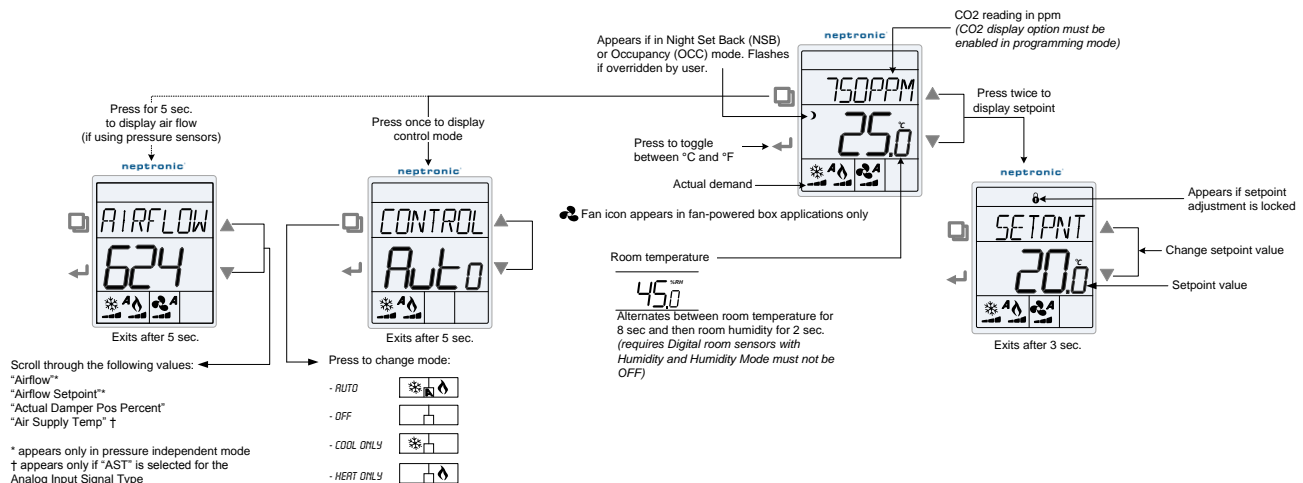 CO2 reading in ppm
(CO2 display option must be
enabled in programming mode)
neptronic
Appears if in Night Set Back (NSB)
or Occupancy (OCC) mode. Flashes
if overridden by user.
750PPM
25.0
°C
A
A
Press for 5 sec.
to display air flow
(if using pressure sensors)
Press once to display
control mode
Press to toggle
between °C and °F
Actual demand
Press twice to
display setpoint
neptronic
AIRFLOW
624
A
A
Exits after 5 sec.
neptronic
CONTROL
Auto
A
A
Exits after 5 sec.
Fan icon appears in fan-powered box applications only
Room temperature
45.0
%RH
Alternates between room temperature for
8 sec and then room humidity for 2 sec.
(requires Digital room sensors with
Humidity and Humidity Mode must not be
OFF)
neptronic
SETPNT
20.0
°C
A
A
Exits after 3 sec.
Appears if setpoint
adjustment is locked
Change setpoint value
Setpoint value
Scroll through the following values:
"Airflow"*
"Airflow Setpoint"*
"Actual Damper Pos Percent"
"Air Supply Temp" †
* appears only in pressure independent mode
† appears only if "AST" is selected for the
Analog Input Signal Type
Press to change mode:
- AUTO
A
- OFF
- COOL ONLY
- HEAT ONLY